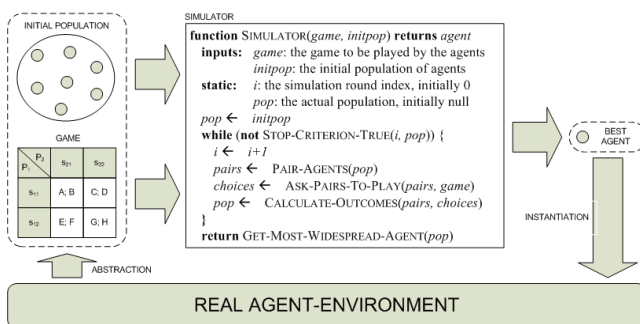 INITIAL POPULATION
GAME
P₂
P₁
s₂₁ s₂₂
s₁₁ A; B C; D
s₁₂ E; F G; H
SIMULATOR
function SIMULATOR(game, initpop) returns agent
inputs: game: the game to be played by the agents
initpop: the initial population of agents
static: i: the simulation round index, initially 0
pop: the actual population, initially null
pop ← initpop
while (not STOP-CRITERION-TRUE(i, pop)) {
i ← i+1
pairs ← PAIR-AGENTS(pop)
choices ← ASK-PAIRS-TO-PLAY(pairs, game)
pop ← CALCULATE-OUTCOMES(pairs, choices)
}
return GET-MOST-WIDESPREAD-AGENT(pop)
BEST
AGENT
INSTANTIATION
ABSTRACTION
REAL AGENT-ENVIRONMENT